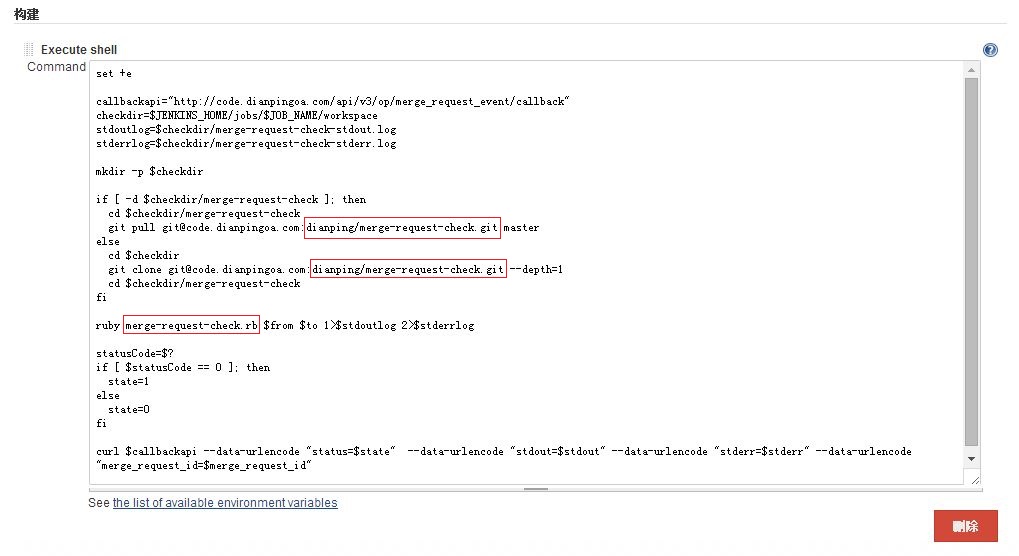 构建
Execute shell
Command
set +e
callbackapi="http://code.dianpingoa.com/api/v3/op/merge_request_event/callback"
checkdir=$JENKINS_HOME/jobs/$JOB_NAME/workspace
stdoutlog=$checkdir/merge-request-check-stdout.log
stderrlog=$checkdir/merge-request-check-stderr.log
mkdir -p $checkdir
if [ -d $checkdir/merge-request-check ]; then
cd $checkdir/merge-request-check
git pull git@code.dianpingoa.com:dianping/merge-request-check.git master
else
cd $checkdir
git clone git@code.dianpingoa.com:dianping/merge-request-check.git --depth=1
cd $checkdir/merge-request-check
fi
ruby merge-request-check.rb $from $to 1>$stdoutlog 2>$stderrlog
statusCode=$?
if [ $statusCode == 0 ]; then
state=1
else
state=0
fi
curl $callbackapi --data-urlencode "status=$state" --data-urlencode "stdout=$stdout" --data-urlencode "stderr=$stderr" --data-urlencode
"merge_request_id=$merge_request_id"
See the list of available environment variables
删除